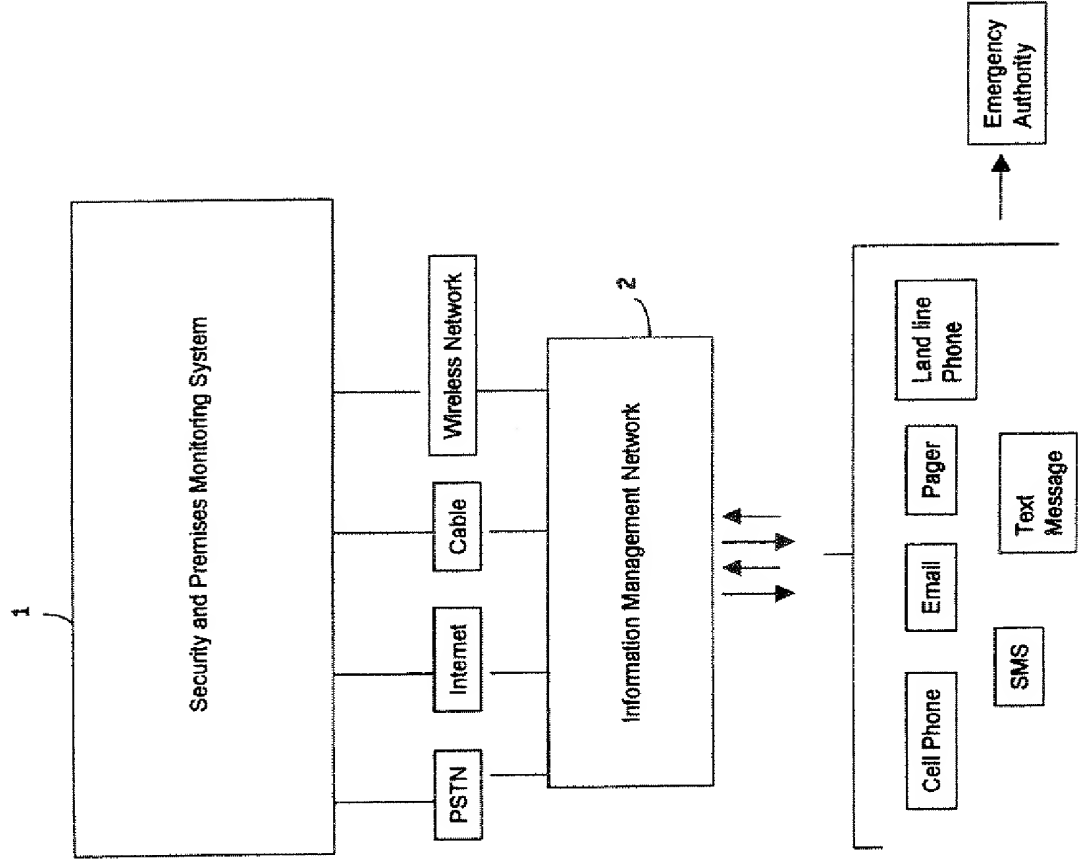 1
Security and Premises Monitoring System
PSTN
Internet
Cable
Wireless Network
2
Information Management Network
Cell Phone
Email
Pager
Land line
Phone
SMS
Text
Message
Emergency
Authority